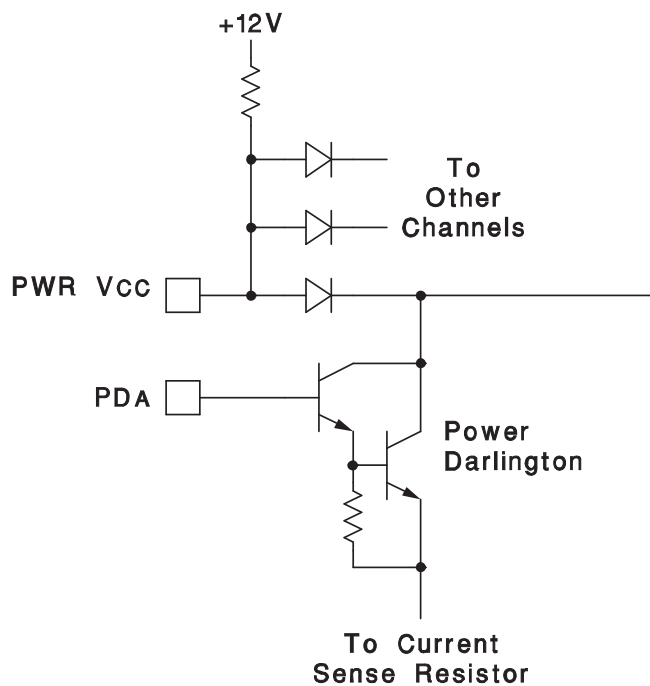 +12V
To
Other
Channels
PWR VCC
PDA
Power
Darlington
To Current
Sense Resistor